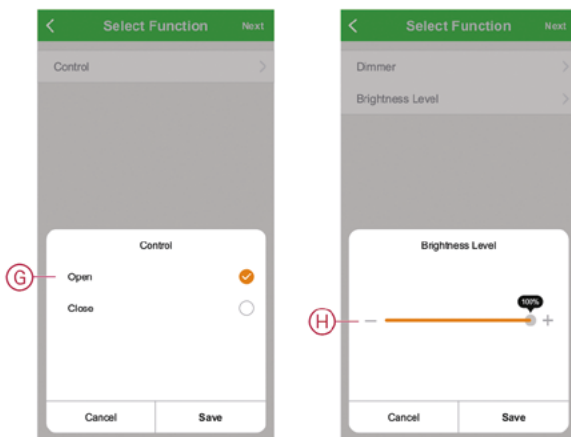 Select Function Next
Control
Control
G
Open
Close
Cancel Save
Select Function Next
Dimmer
Brightness Level
Brightness Level
100%
H
Cancel Save